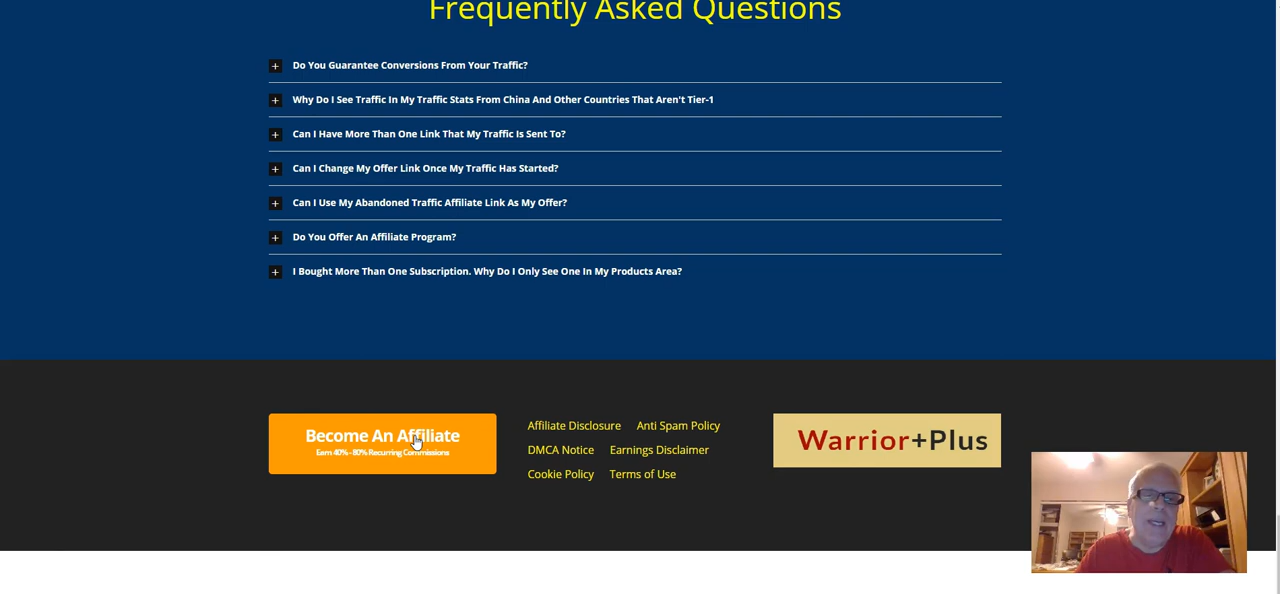 Frequently Asked Questions
Do You Guarantee Conversions From Your Traffic?
Why Do I See Traffic In My Traffic Stats From China And Other Countries That Aren't Tier-1
Can I Have More Than One Link That My Traffic Is Sent To?
Can I Change My Offer Link Once My Traffic Has Started?
Can I Use My Abandoned Traffic Affiliate Link As My Offer?
Do You Offer An Affiliate Program?
I Bought More Than One Subscription. Why Do I Only See One In My Products Area?
Become An Affiliate
Earn 40% - 80% Recurring Commissions
Affiliate Disclosure Anti Spam Policy
DMCA Notice Earnings Disclaimer
Cookie Policy Terms of Use
Warrior+Plus